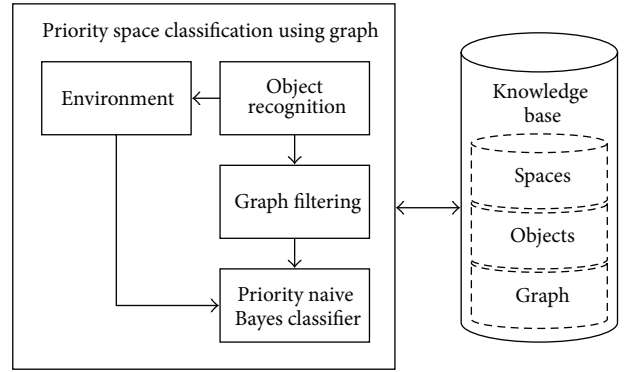 Priority space classification using graph
Environment
Object
recognition
Graph filtering
Priority naive
Bayes classifier
Knowledge
base
Spaces
Objects
Graph